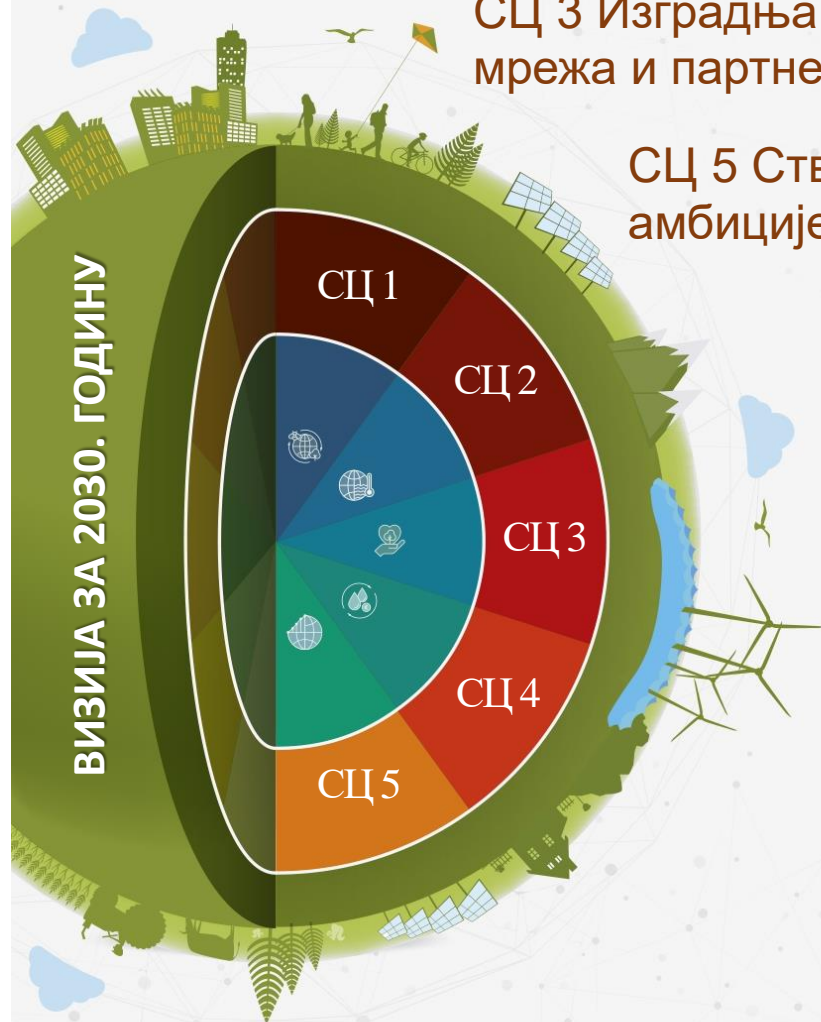 СЦ 3 Изградња
мрежа и партне
СЦ 5 Ств
амбиције
ВИЗИЈА ЗА 2030. ГОДИНУ
СЦ 1
СЦ 2
СЦ 3
СЦ 4
СЦ 5